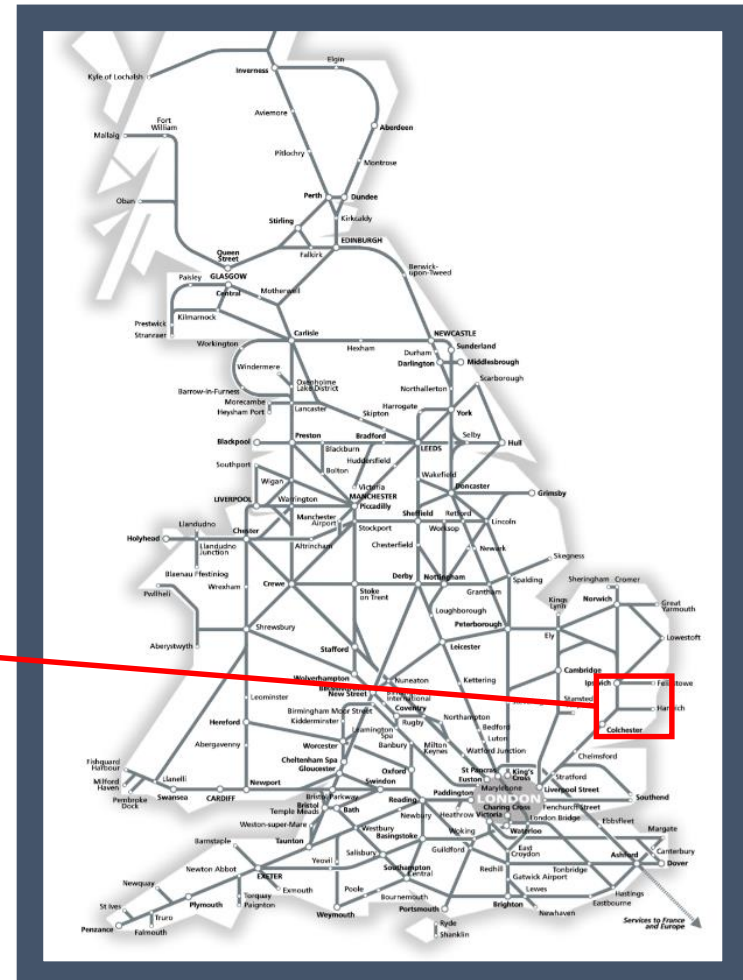 Elgin
Inverness
Kyle of Lochalsh
Aviemore
Fort
William
Mallaig
Aberdeen
Pitlochry
Montrose
Oban
Perth
Dundee
Stirling
Kirkcaldy
Queen
Street
Falkirk
EDINBURGH
Berwick-
upon-Tweed
Paisley
GLASGOW
Central
Motherwell
Prestwick
Kilmarnock
Stranraer
Carlisle
NEWCASTLE
Workington
Hexham
Sunderland
Durham
Darlington
Middlesbrough
Windermere
Oxenholme
Lake District
Northallerton
Scarborough
Barrow-in-Furness
Morecambe
Heysham Port
Lancaster
Harrogate
York
Skipton
Blackpool
Preston
Bradford
Blackburn
LEEDS
Selby
Hull
Southport
Bolton
Huddersfield
Wakefield
Wigan
Victoria
Doncaster
Grimsby
LIVERPOOL
Warrington
MANCHESTER
Piccadilly
Manchester
Airport
Stockport
Sheffield
Retford
Worksop
Lincoln
Llandudno
Holyhead
Llandudno
Junction
Chester
Altrincham
Chesterfield
Newark
Skegness
Blaenau Ffestiniog
Wrexham
Crewe
Stoke
on Trent
Derby
Nottingham
Grantham
Spalding
Sheringham
Cromer
Pwllheli
Loughborough
Kings
Lynn
Norwich
Great
Yarmouth
Shrewsbury
Peterborough
Ely
Lowestoft
Aberystwyth
Stafford
Leicester
Wolverhampton
Nuneaton
Kettering
Cambridge
Ipswich
Felixstowe
New Street
International
Stansted
Leominster
Birmingham Moor Street
Coventry
Northampton
Harwich
Kidderminster
Rugby
Hereford
Leamington
Spa
Bedford
Colchester
Abergavenny
Worcester
Banbury
Milton
Keynes
Luton
Watford Junction
Chelmsford
Fishguard
Harbour
Cheltenham Spa
Gloucester
Oxford
St Pancras
King's
Cross
Euston
Stratford
Milford
Haven
Llanelli
Newport
Swindon
Marylebone
Liverpool Street
Pembroke
Dock
Swansea
CARDIFF
Bristol Parkway
Bristol
Temple Meads
Bath
Reading
Paddington
LONDON
Fenchurch Street
Southend
Newbury
Heathrow
Victoria
Charing Cross
London Bridge
Ebbsfleet
Weston-super-Mare
Westbury
Basingstoke
Woking
Waterloo
Margate
Barnstaple
Taunton
Salisbury
Guildford
East
Croydon
Canterbury
Newton Abbot
Yeovil
Southampton
Central
Redhill
Tonbridge
Ashford
Dover
EXETER
Gatwick Airport
Newquay
Exmouth
Poole
Lewes
Hastings
Plymouth
Torquay
Paignton
Bournemouth
Eastbourne
St Ives
Truro
Weymouth
Portsmouth
Brighton
Newhaven
Penzance
Falmouth
Ryde
Shanklin
Services to France
and Europe